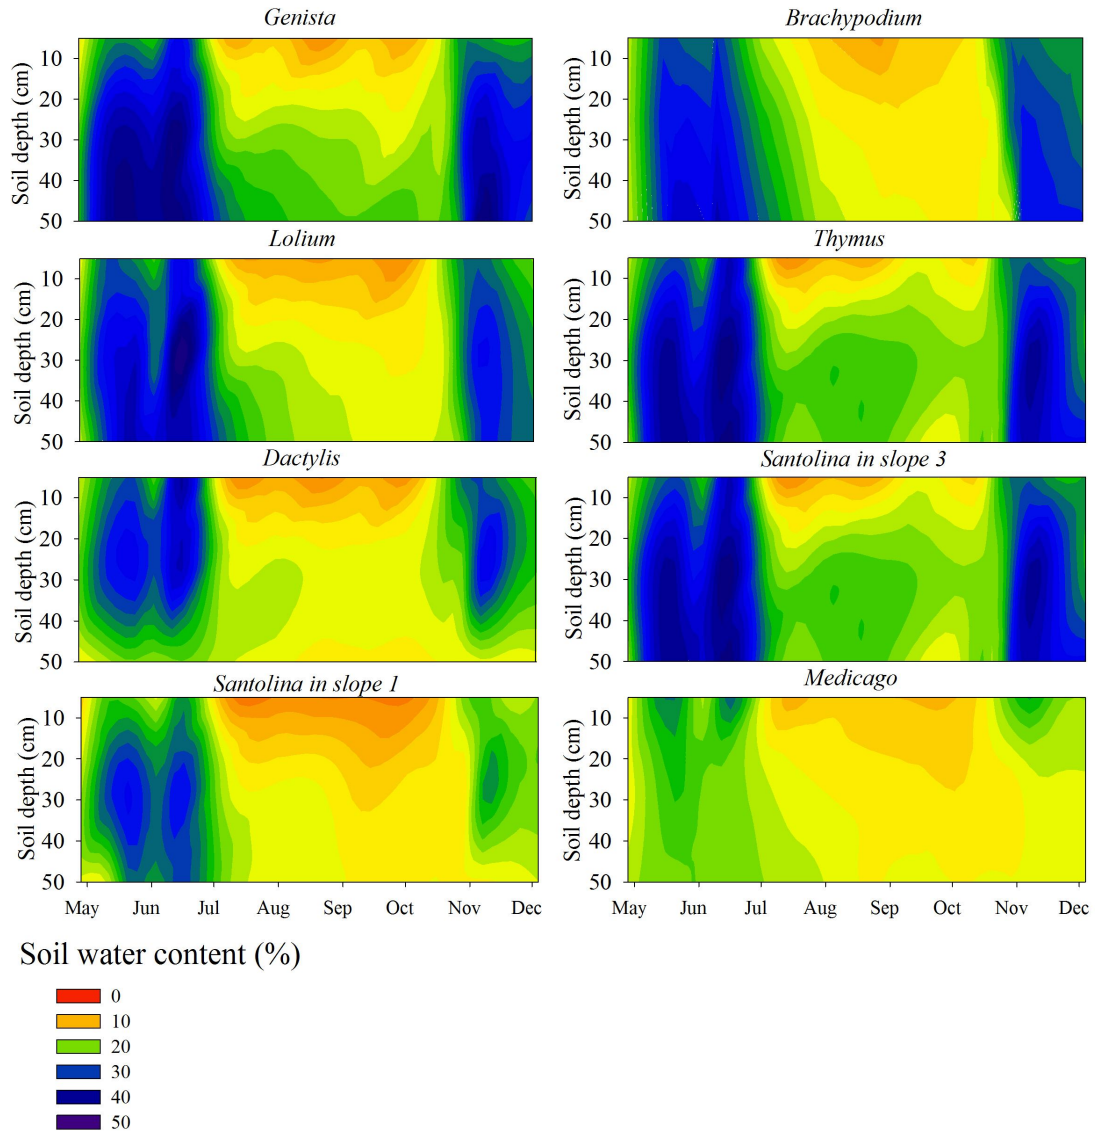 Genista
Brachypodium
Soil depth (cm)
10
20
30
40
50
Soil depth (cm)
10
20
30
40
50
Lolium
Thymus
Soil depth (cm)
10
20
30
40
50
Soil depth (cm)
10
20
30
40
50
Dactylis
Santolina in slope 3
Soil depth (cm)
10
20
30
40
50
Soil depth (cm)
10
20
30
40
50
Santolina in slope 1
Medicago
Soil depth (cm)
10
20
30
40
50
Soil depth (cm)
10
20
30
40
50
May Jun Jul Aug Sep Oct Nov Dec
May Jun Jul Aug Sep Oct Nov Dec
Soil water content (%)
0
10
20
30
40
50